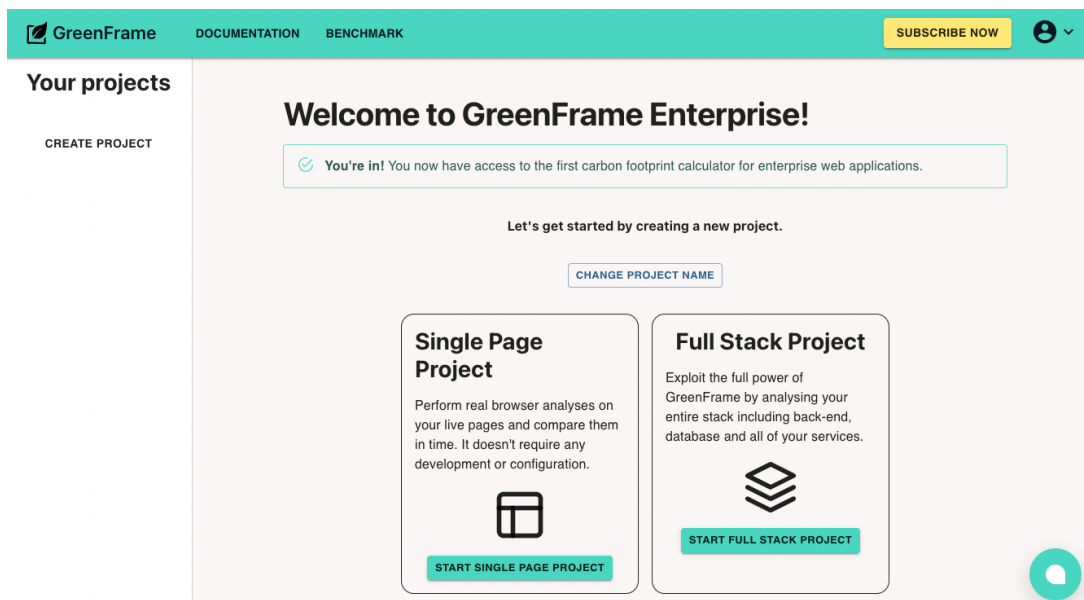 GreenFrame
DOCUMENTATION
BENCHMARK
SUBSCRIBE NOW
Your projects
CREATE PROJECT
Welcome to GreenFrame Enterprise!
You're in! You now have access to the first carbon footprint calculator for enterprise web applications.
Let's get started by creating a new project.
CHANGE PROJECT NAME
Single Page
Project
Perform real browser analyses on
your live pages and compare them
in time. It doesn't require any
development or configuration.
START SINGLE PAGE PROJECT
Full Stack Project
Exploit the full power of
GreenFrame by analysing your
entire stack including back-end,
database and all of your services.
START FULL STACK PROJECT